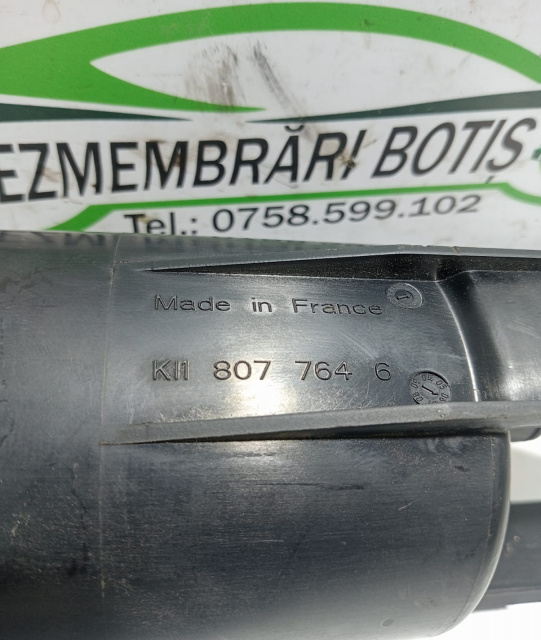 EZMEMBRĂRI BOTIȘ
Tel.: 0758.599.102
Made in France
KI1 807 764 6